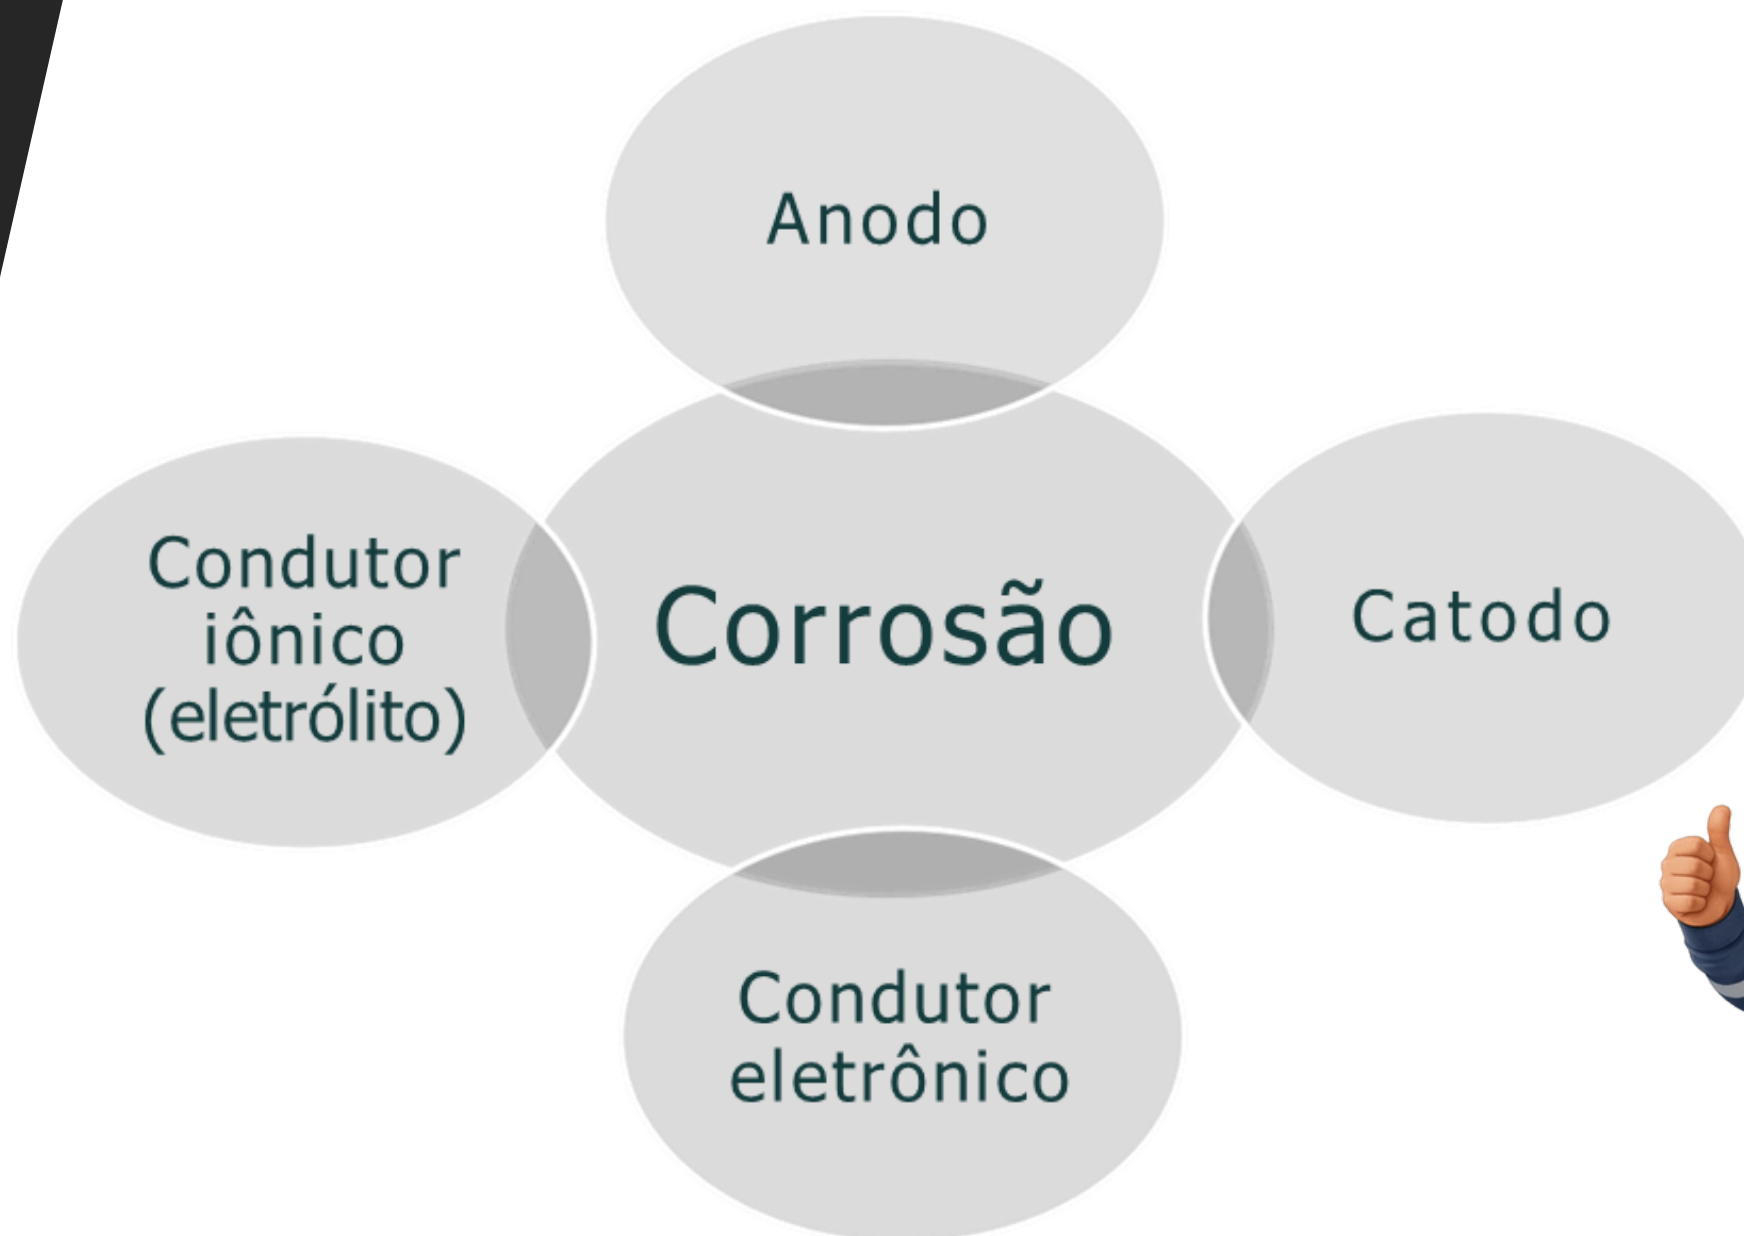 Anodo
Condutor
iônico
(eletrólito)
Corrosão
Catodo
Condutor
eletrônico